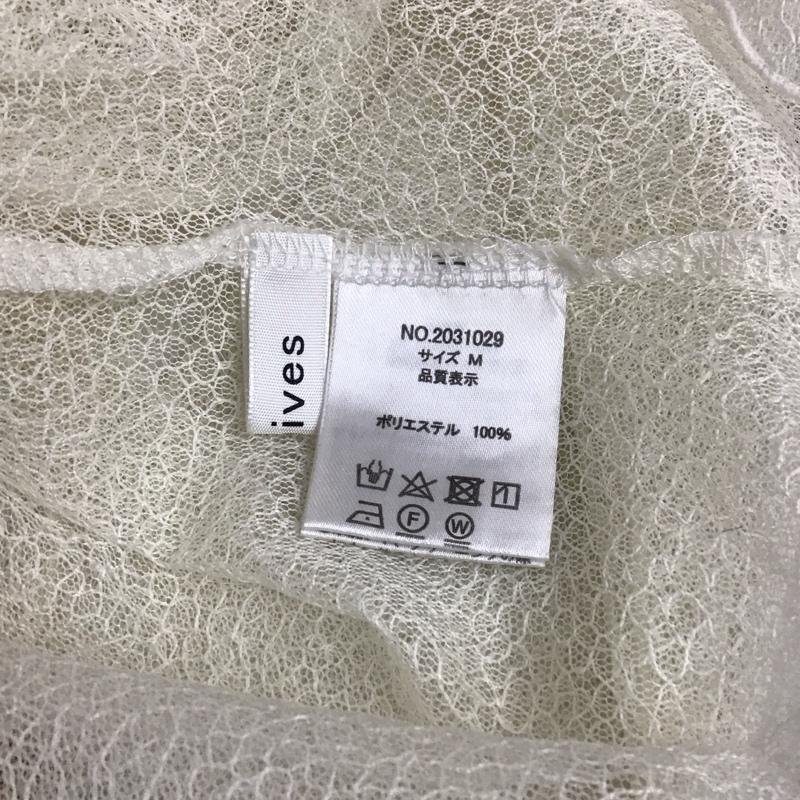 ives
NO.2031029
サイズ M
品質表示
ポリエステル 100%
F W